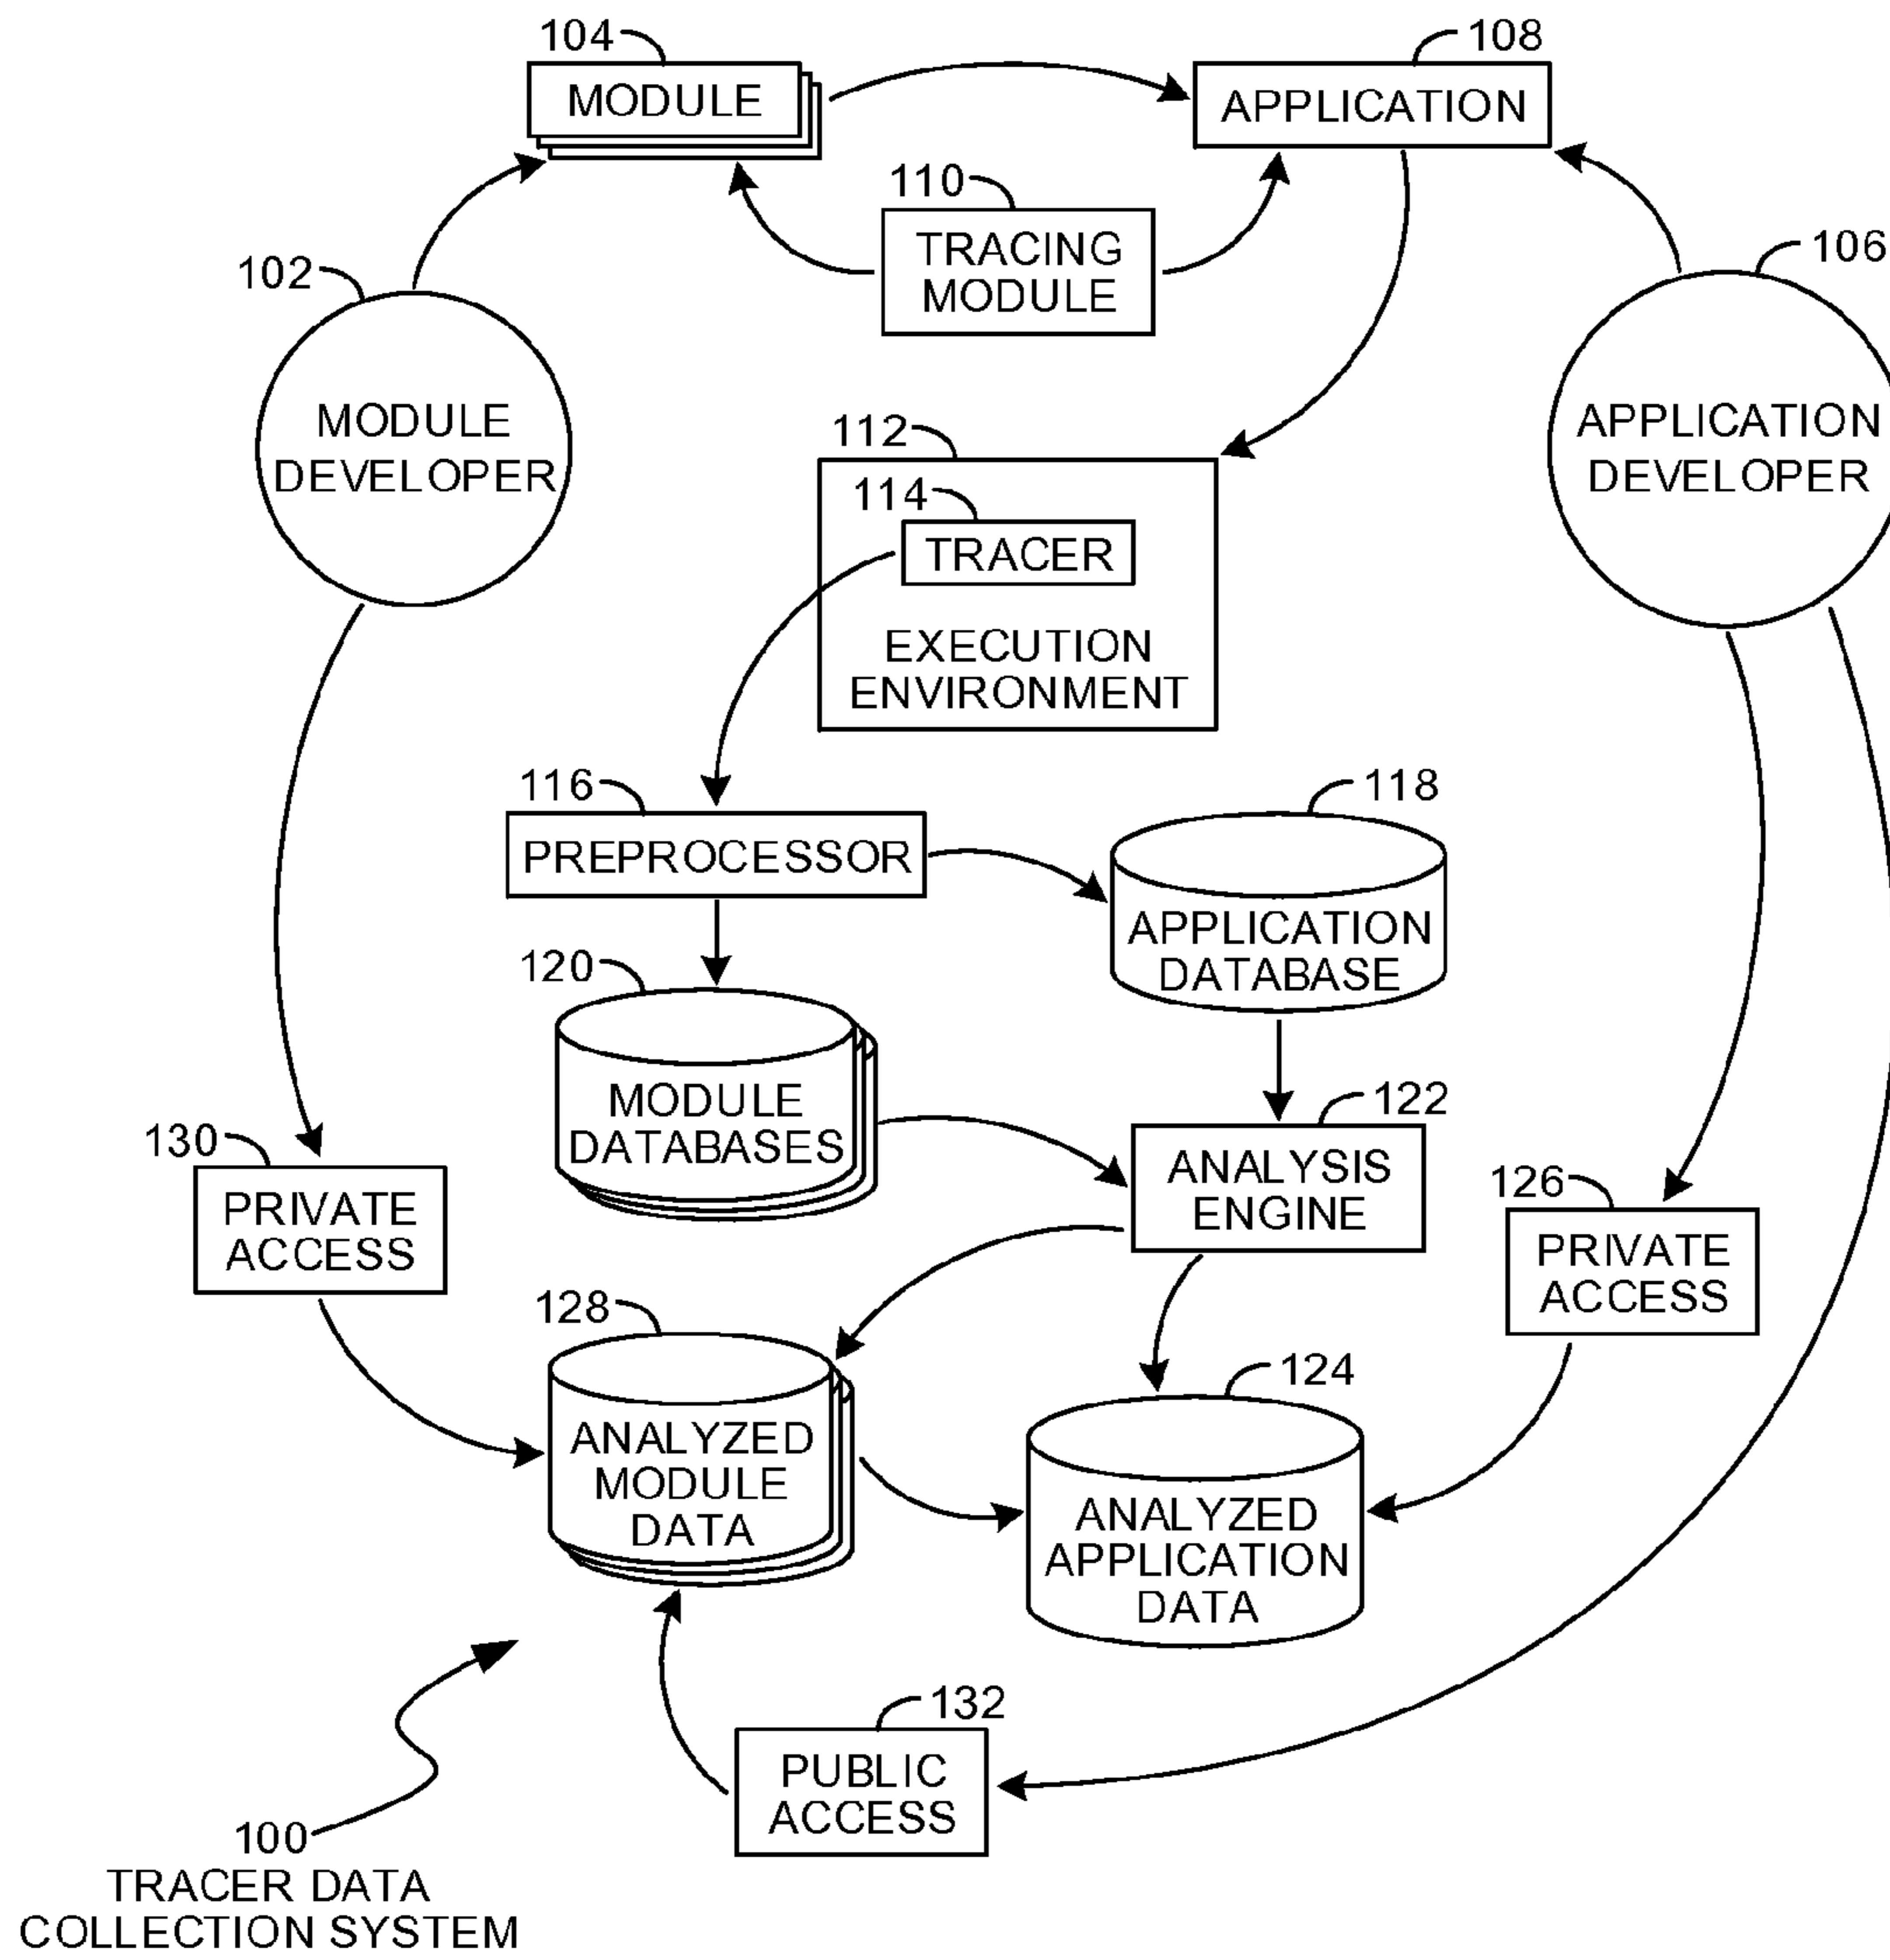 104
MODULE
108
APPLICATION
110
TRACING
MODULE
102
MODULE
DEVELOPER
106
APPLICATION
DEVELOPER
112
114
TRACER
EXECUTION
ENVIRONMENT
116
PREPROCESSOR
118
APPLICATION
DATABASE
120
MODULE
DATABASES
122
ANALYSIS
ENGINE
130
PRIVATE
ACCESS
126
PRIVATE
ACCESS
128
ANALYZED
MODULE
DATA
124
ANALYZED
APPLICATION
DATA
132
PUBLIC
ACCESS
100
TRACER DATA
COLLECTION SYSTEM